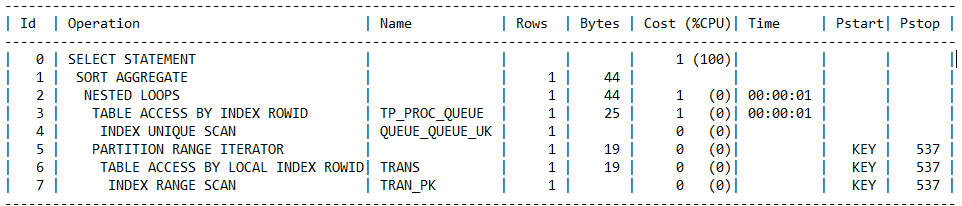 -----------------------------------------------------------------------------------------------------------------------
| Id  | Operation                            | Name           | Rows  | Bytes | Cost (%CPU)| Time     | Pstart| Pstop |
-----------------------------------------------------------------------------------------------------------------------
|   0 | SELECT STATEMENT                     |                |       |       |     1 (100)|          |       |       |
|   1 |  SORT AGGREGATE                      |                |     1 |    44 |            |          |       |       |
|   2 |   NESTED LOOPS                       |                |     1 |    44 |     1   (0)| 00:00:01 |       |       |
|   3 |    TABLE ACCESS BY INDEX ROWID       | TP_PROC_QUEUE  |     1 |    25 |     1   (0)| 00:00:01 |       |       |
|   4 |     INDEX UNIQUE SCAN                | QUEUE_QUEUE_UK |     1 |       |     0   (0)|          |       |       |
|   5 |    PARTITION RANGE ITERATOR          |                |     1 |    19 |     0   (0)|          |   KEY |   537 |
|   6 |     TABLE ACCESS BY LOCAL INDEX ROWID| TRANS          |     1 |    19 |     0   (0)|          |   KEY |   537 |
|   7 |      INDEX RANGE SCAN                | TRAN_PK        |     1 |       |     0   (0)|          |   KEY |   537 |
-----------------------------------------------------------------------------------------------------------------------